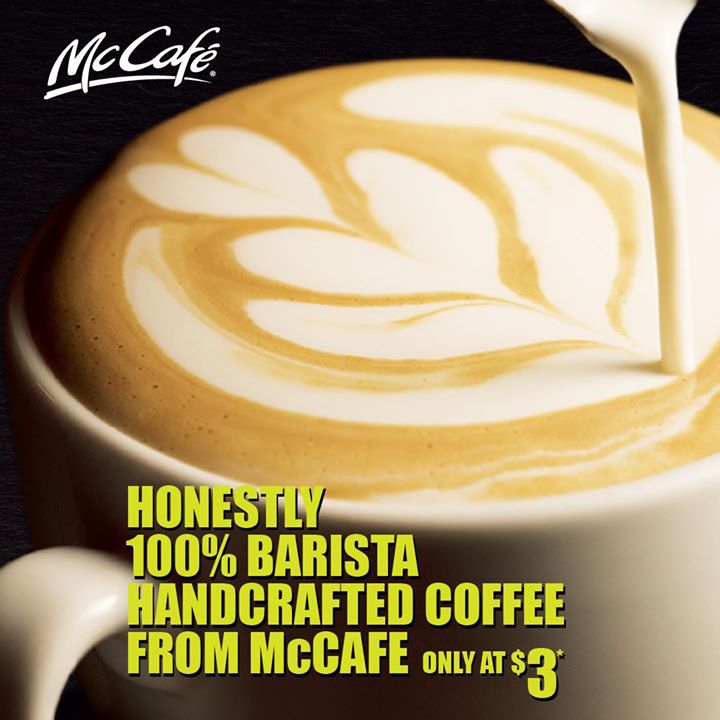 McCafé®
HONESTLY
100% BARISTA
HANDCRAFTED COFFEE
FROM McCAFE ONLY AT $3*